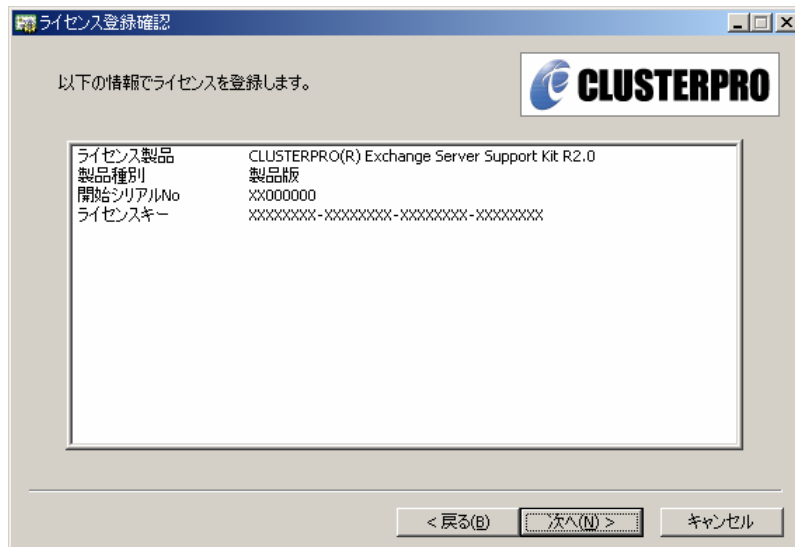 ライセンス登録確認
以下の情報でライセンスを登録します。
CLUSTERPRO
ライセンス製品 CLUSTERPRO(R) Exchange Server Support Kit R2.0
製品種別 製品版
開始シリアルNo XX000000
ライセンスキー XXXXXXXX-XXXXXXXX-XXXXXXXX-XXXXXXXX
< 戻る(B) 次へ(N) > キャンセル